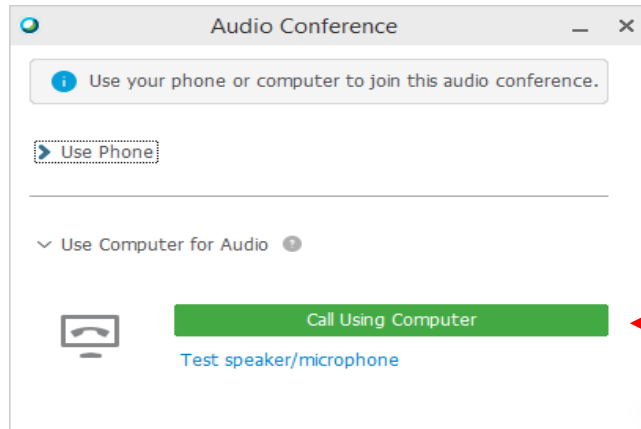 Audio Conference
Use your phone or computer to join this audio conference.
Use Phone
Use Computer for Audio
Call Using Computer
Test speaker/microphone